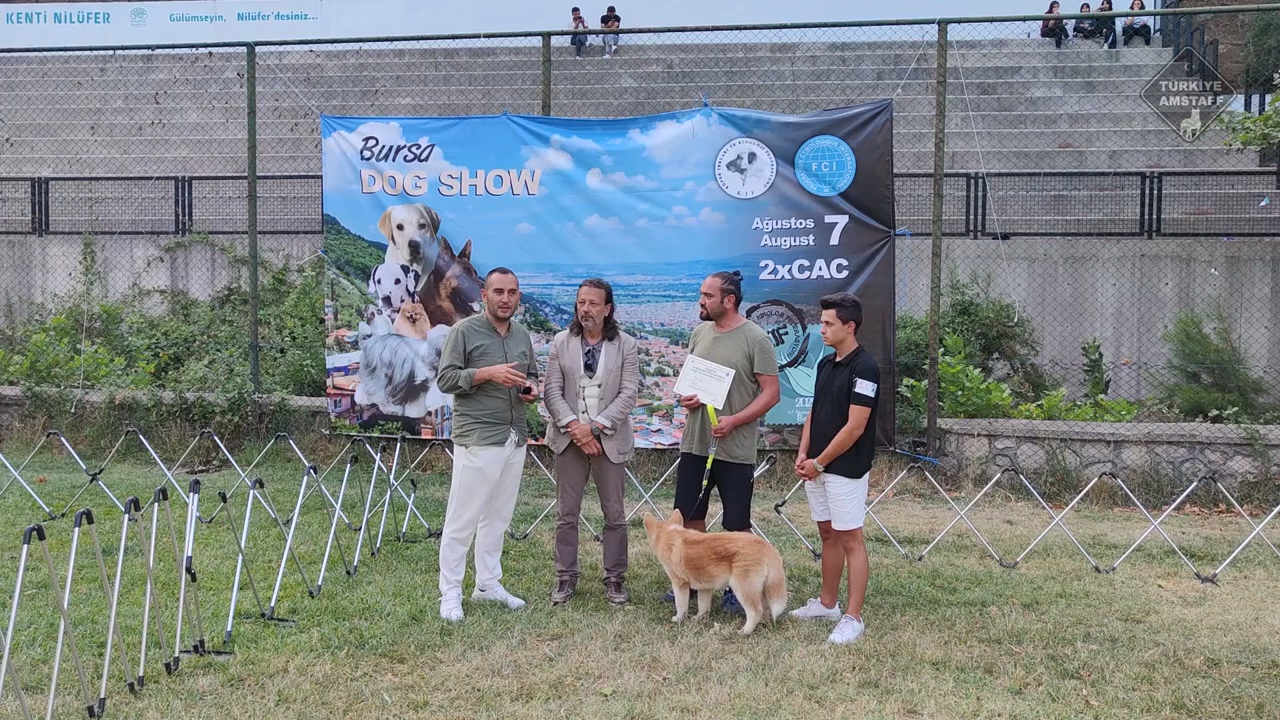 KENTİ NİLÜFER
Gülümseyin, Nilüfer'desiniz...
TÜRKİYE
AMSTAFF
Bursa
DOG SHOW
FCI
Ağustos 7
August
2xCAC